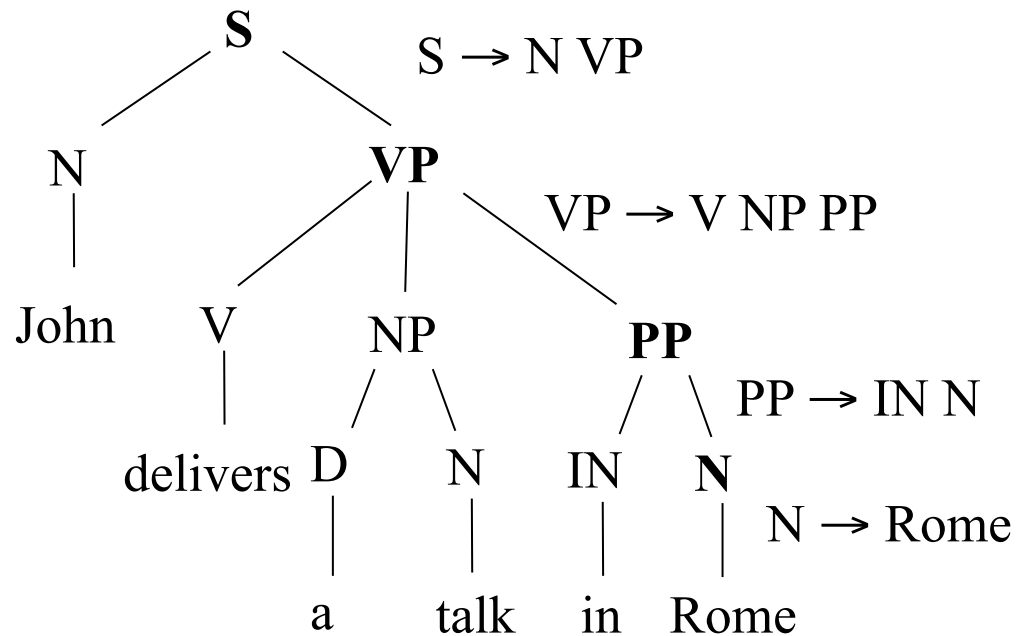 S
S → N VP
N
VP
VP → V NP PP
John
V
NP
PP
PP → IN N
delivers
D
N
IN
N
N → Rome
a
talk
in
Rome